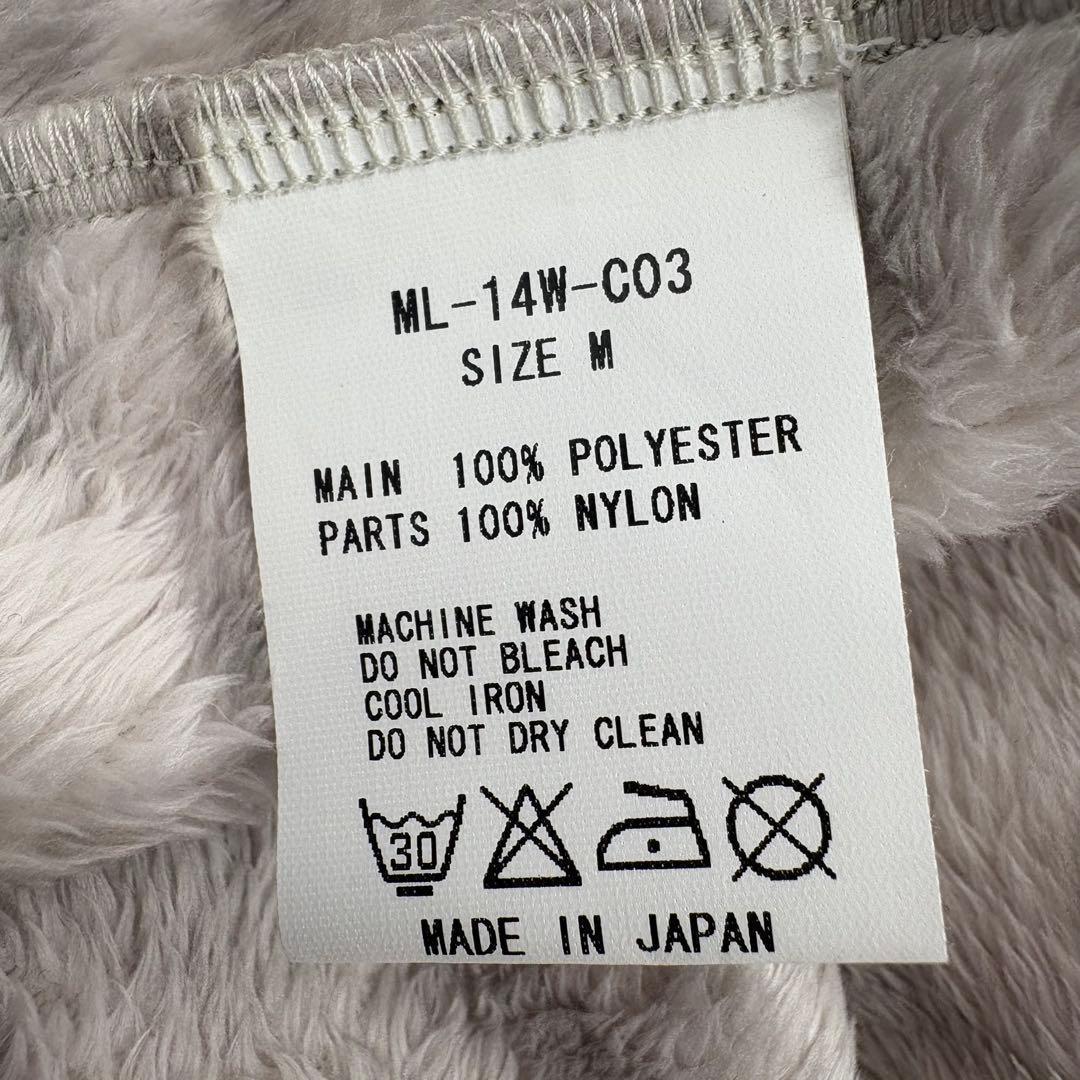 ML-14W-C03
SIZE M
MAIN 100% POLYESTER
PARTS 100% NYLON
MACHINE WASH
DO NOT BLEACH
COOL IRON
DO NOT DRY CLEAN
30
MADE IN JAPAN